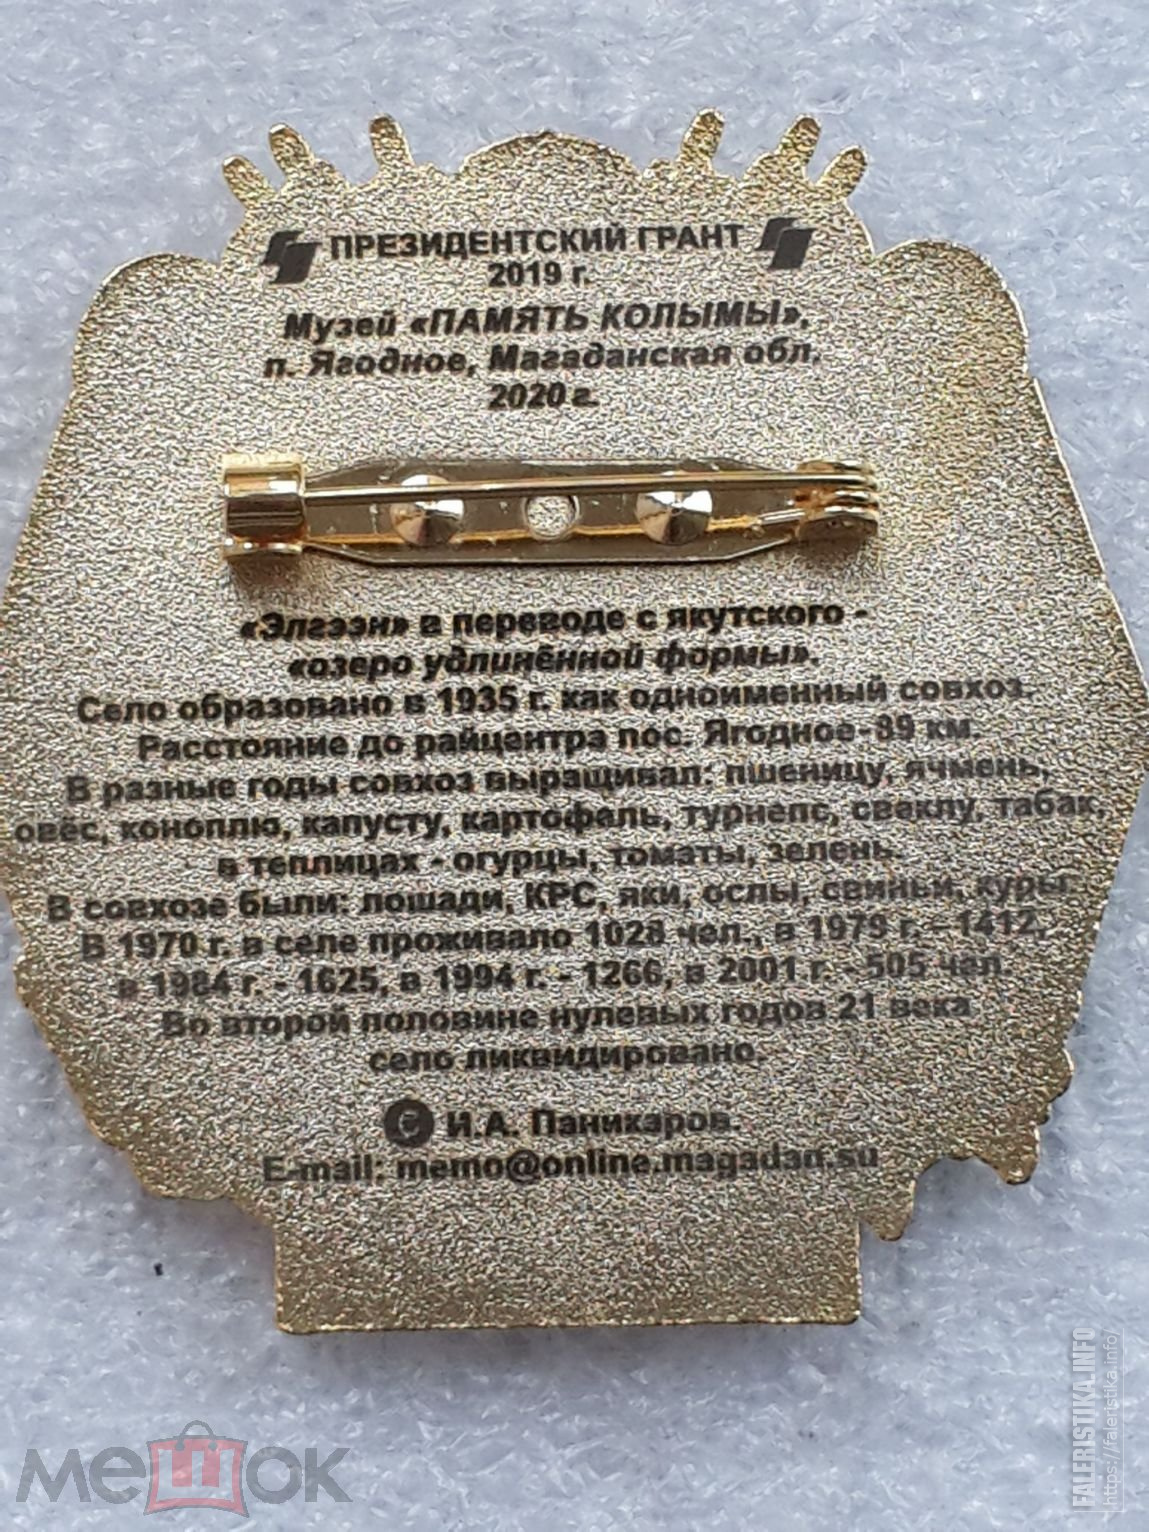 ПРЕЗИДЕНТСКИЙ ГРАНТ
2019 г.
Музей «ПАМЯТЬ КОЛЫМЫ»,
п. Ягодное, Магаданская обл.
2020 г.
«Элгээн» в переводе с якутского -
«озеро удлинённой формы».
Село образовано в 1935 г. как одноименный совхоз.
Расстояние до райцентра пос. Ягодное-89 км.
В разные годы совхоз выращивал: пшеницу, ячмень,
овёс, коноплю, капусту, картофель, турнепс, свеклу, табак,
в теплицах - огурцы, томаты, зелень.
В совхозе были: лошади, КРС, яки, ослы, свиньи, куры.
В 1970 г. в селе проживало 1028 чел., в 1979 г. - 1412,
в 1984 г. - 1625, в 1994 г. - 1266, в 2001 г. - 505 чел.
Во второй половине нулевых годов 21 века
село ликвидировано.
© И.А. Паникаров.
E-mail: memo@online.magadan.su
мешок
FALERISTIKA.INFO
https://faleristika.info/